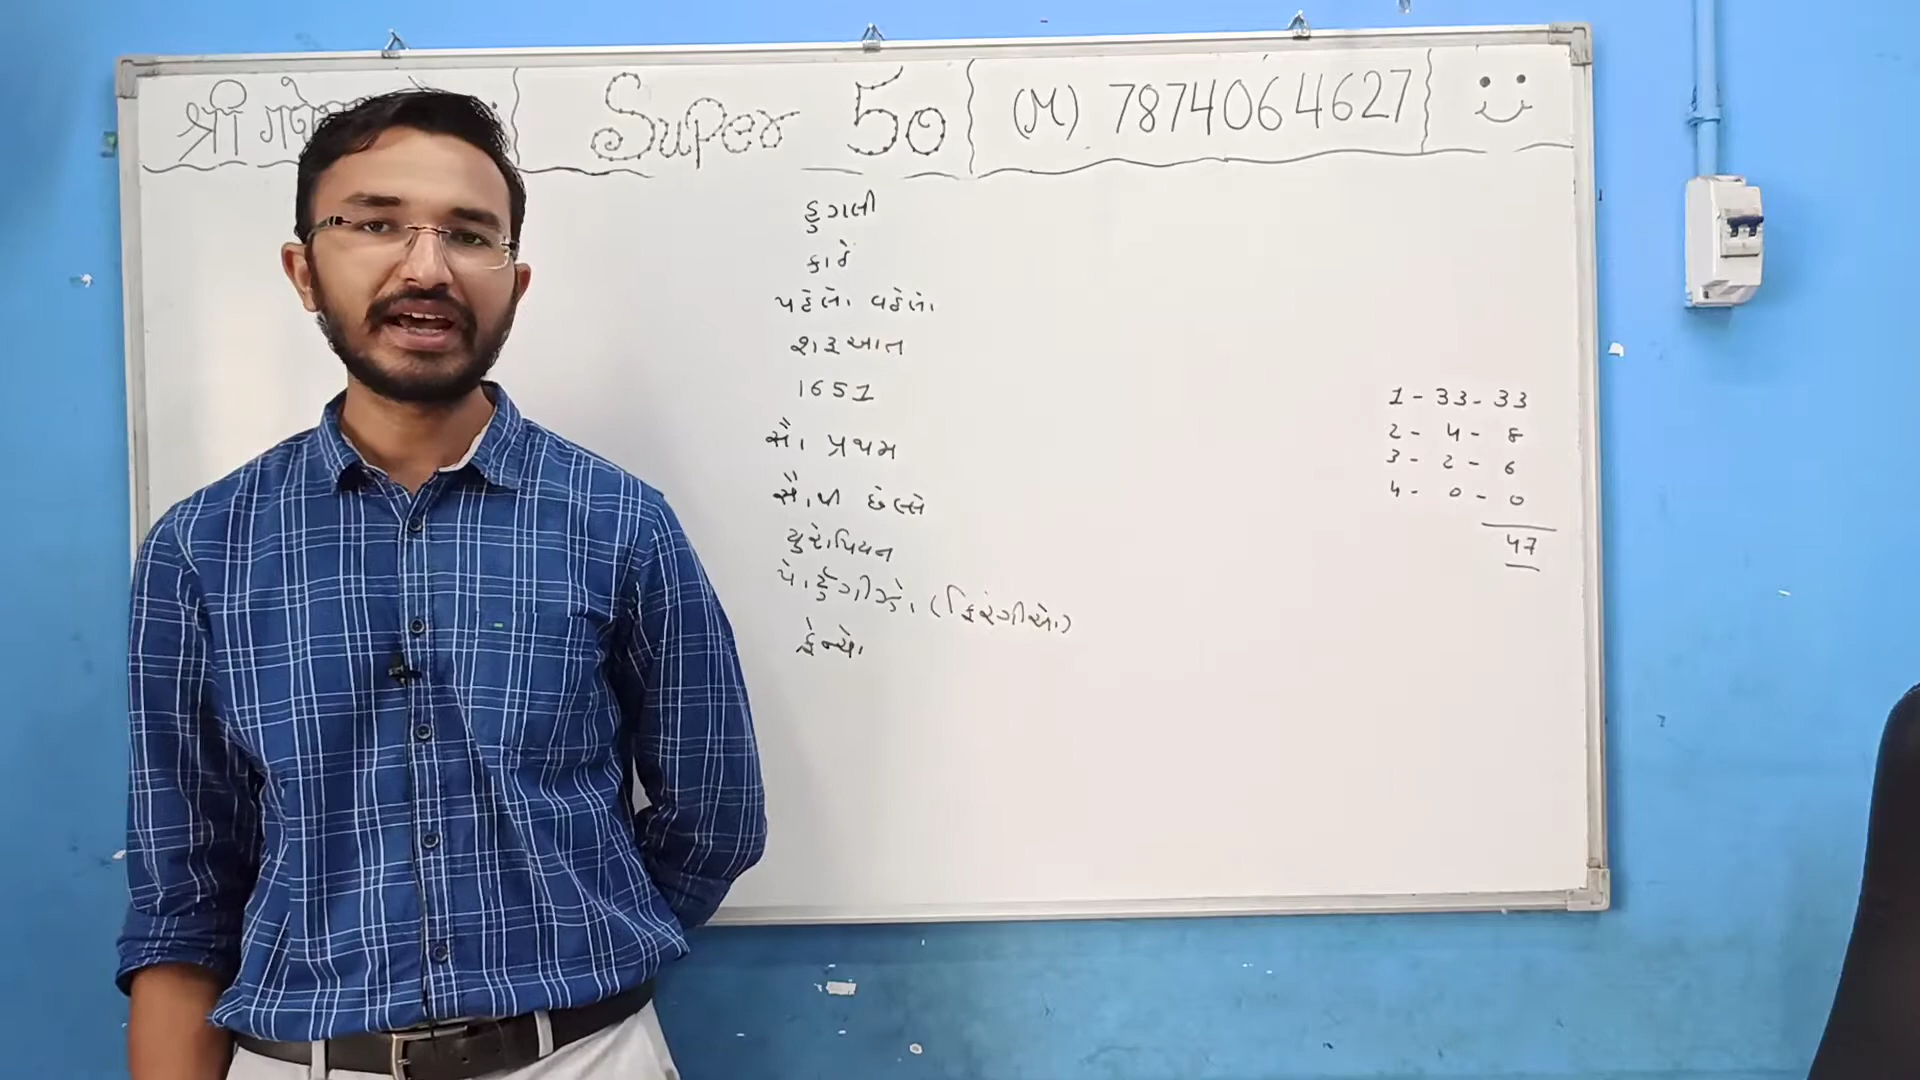 श्री गणे
Super 50
(M) 7874064627
હુગલી
કાંઠે
પહેલો વહેલો
શરૂઆત
1651
સૌ પ્રથમ
સૌથી છેલ્લે
યુરોપિયન
પોર્ટુગીઝો (ફિરંગીઓ)
ફ્રેન્ચો
1 - 33 - 33
2 - 4 - 8
3 - 2 - 6
4 - 0 - 0
47